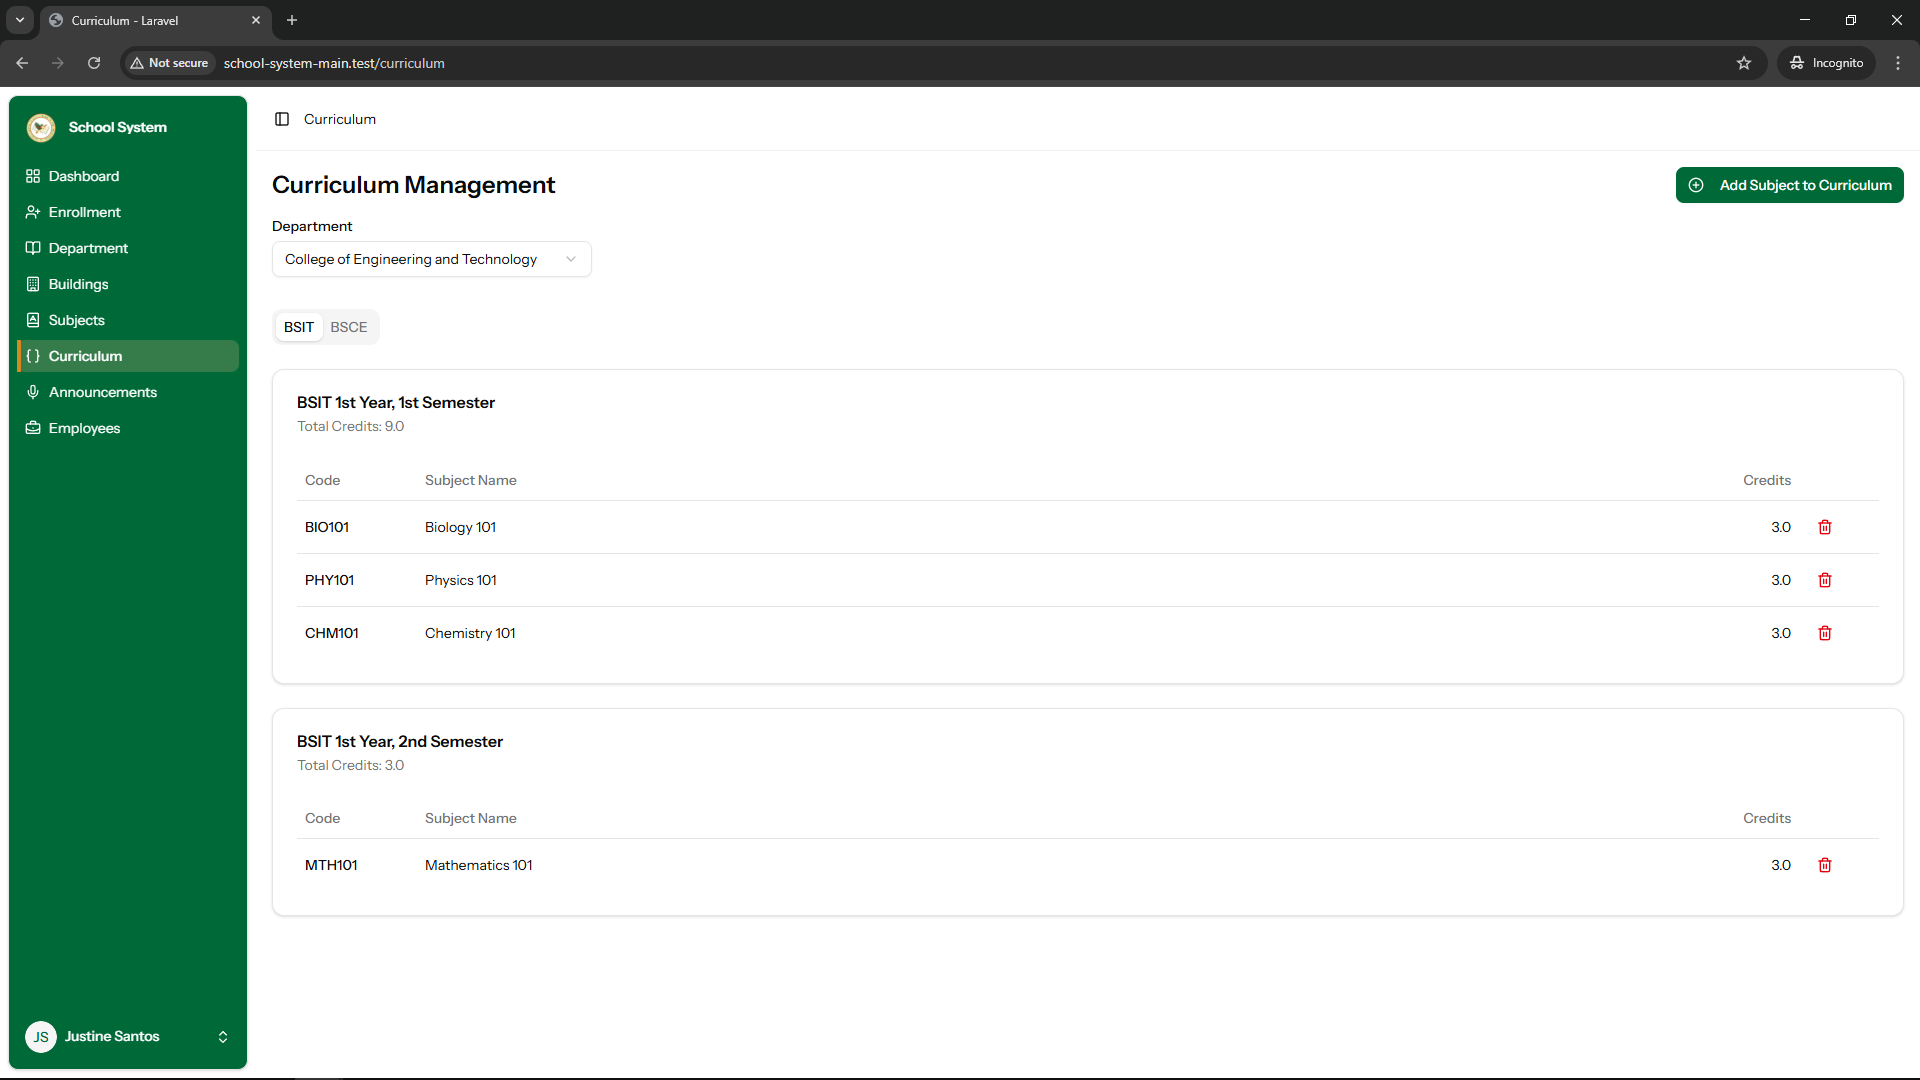 Curriculum - Laravel
Not secure
school-system-main.test/curriculum
Incognito
School System
Dashboard
Enrollment
Department
Buildings
Subjects
Curriculum
Announcements
Employees
JS
Justine Santos
Curriculum
Curriculum Management
Add Subject to Curriculum
Department
College of Engineering and Technology
BSIT BSCE
BSIT 1st Year, 1st Semester
Total Credits: 9.0
Code Subject Name Credits
BIO101 Biology 101 3.0
PHY101 Physics 101 3.0
CHM101 Chemistry 101 3.0
BSIT 1st Year, 2nd Semester
Total Credits: 3.0
Code Subject Name Credits
MTH101 Mathematics 101 3.0